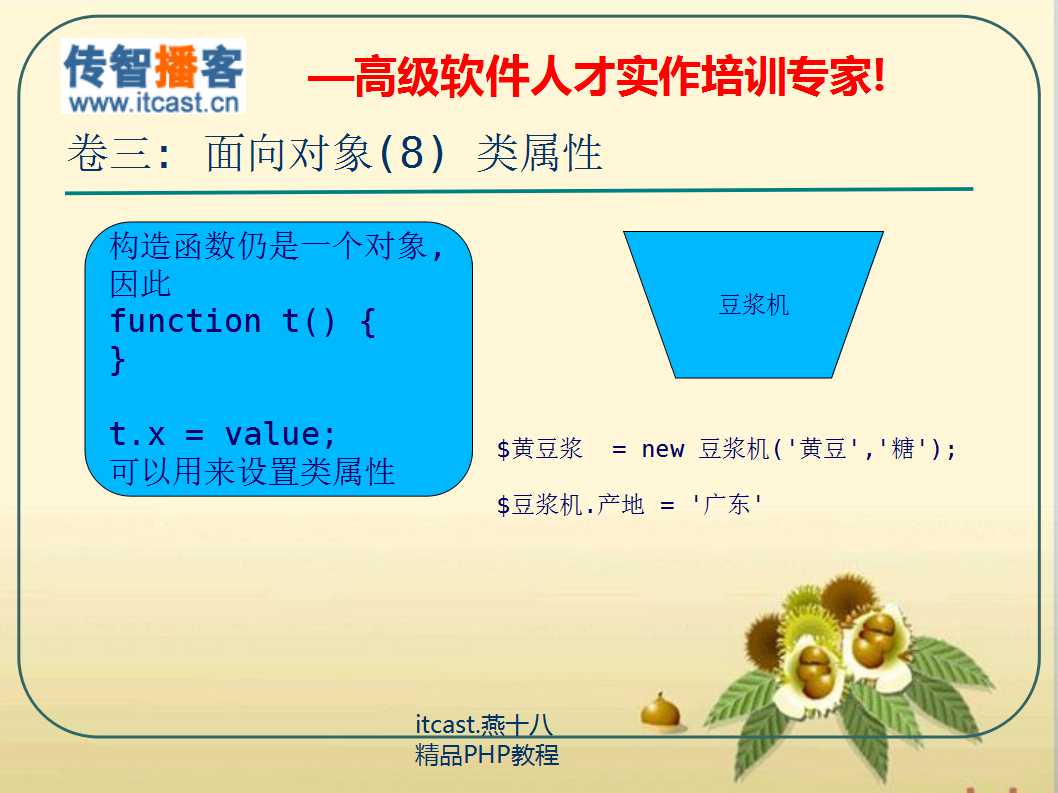 传智播客
www.itcast.cn
—高级软件人才实作培训专家!
卷三: 面向对象(8) 类属性
构造函数仍是一个对象,
因此
function t() {
}
t.x = value;
可以用来设置类属性
豆浆机
$黄豆浆 = new 豆浆机('黄豆','糖');
$豆浆机.产地 = '广东'
itcast.燕十八
精品PHP教程